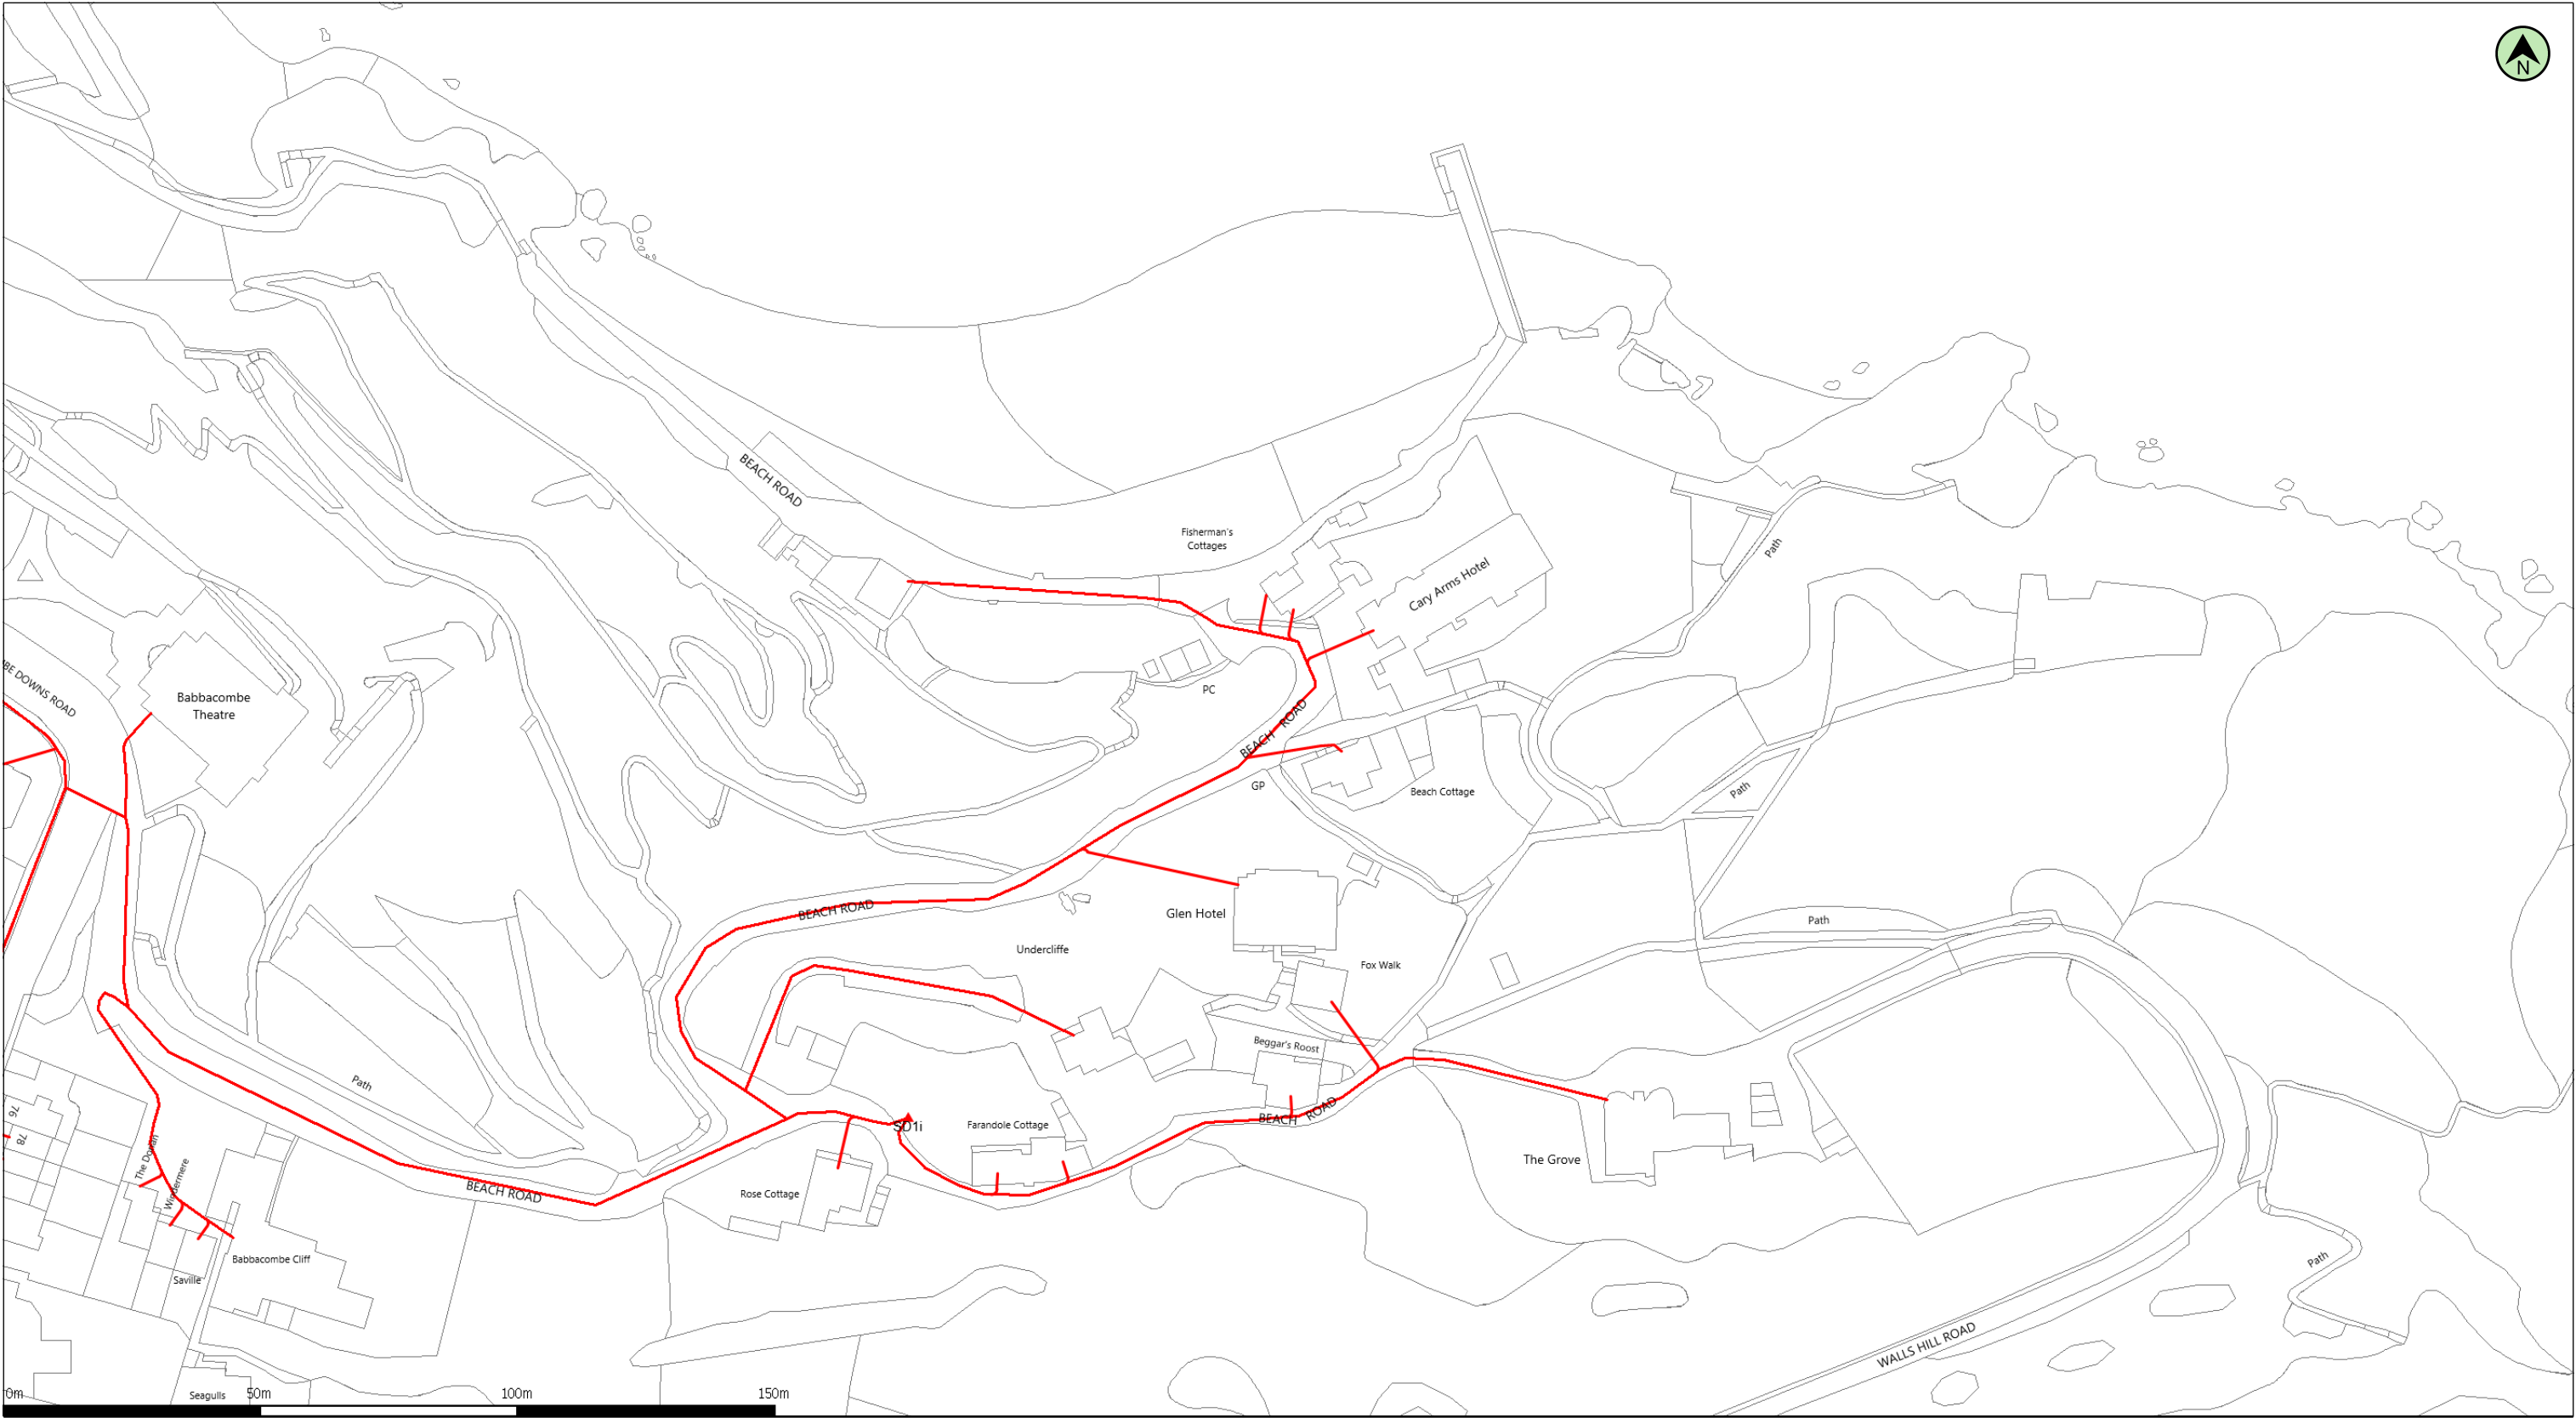 N
BEACH ROAD
Fisherman's
Cottages
Cary Arms Hotel
Path
BE DOWNS ROAD
Babbacombe
Theatre
PC
BEACH ROAD
GP
Beach Cottage
Path
BEACH ROAD
Glen Hotel
Path
Undercliffe
Fox Walk
Beggar's Roost
Path
76
78
SD1i
Farandole Cottage
BEACH ROAD
The Grove
Windermere
BEACH ROAD
Rose Cottage
Babbacombe Cliff
Saville
Path
WALLS HILL ROAD
Seagulls
0m 50m 100m 150m